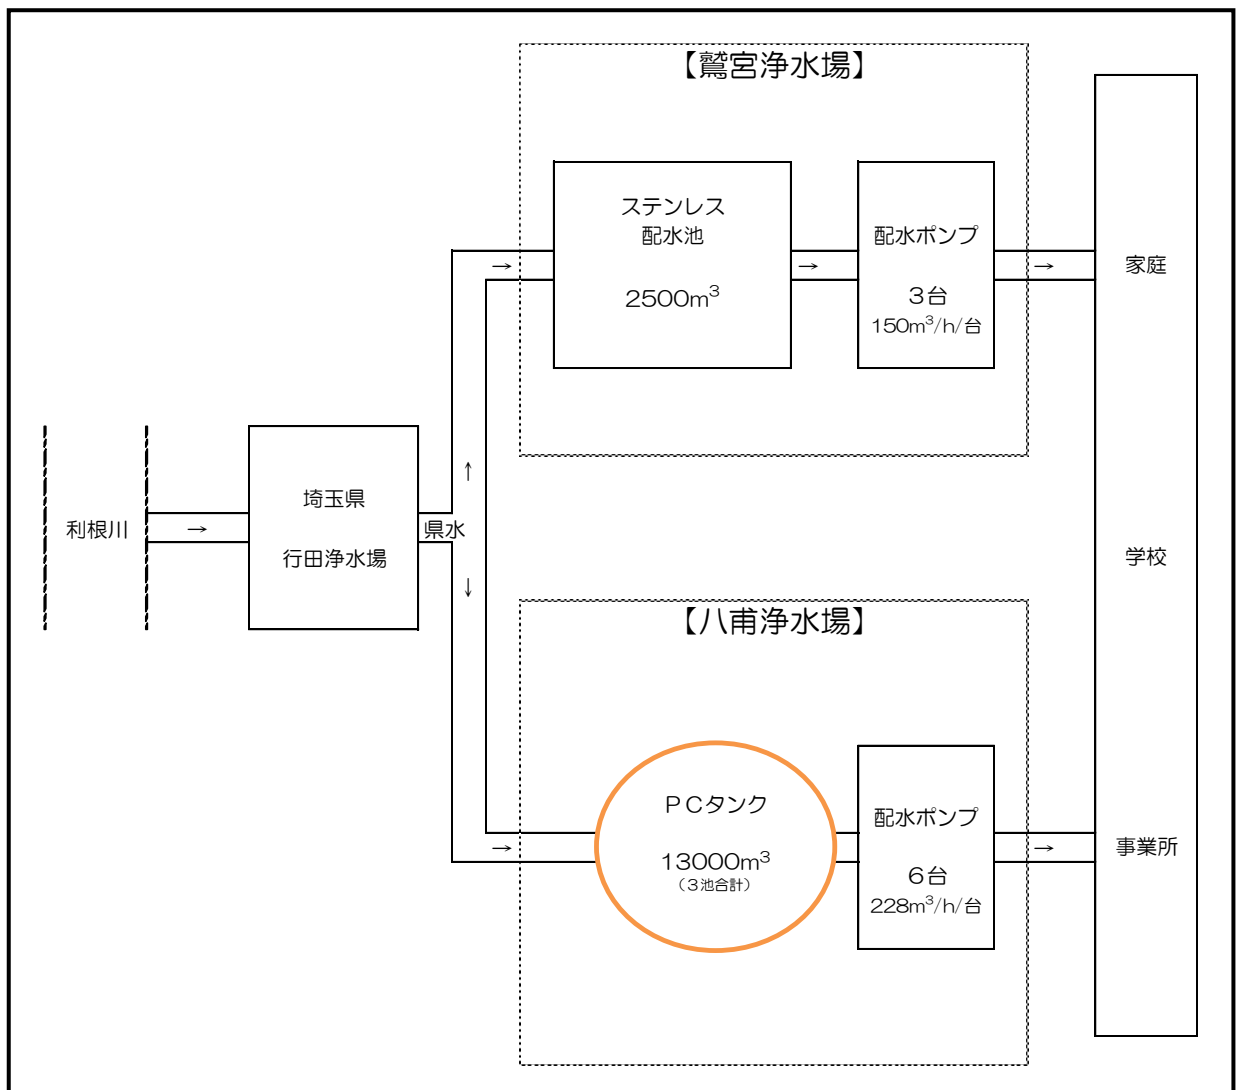 【鷲宮浄水場】
ステンレス
配水池
2500m³
→
→
配水ポンプ
3台
150m³/h/台
→
家庭
利根川
→
埼玉県
行田浄水場
県水
↑
↓
学校
【八甫浄水場】
→
PCタンク
13000m³
（3池合計）
配水ポンプ
6台
228m³/h/台
→
事業所